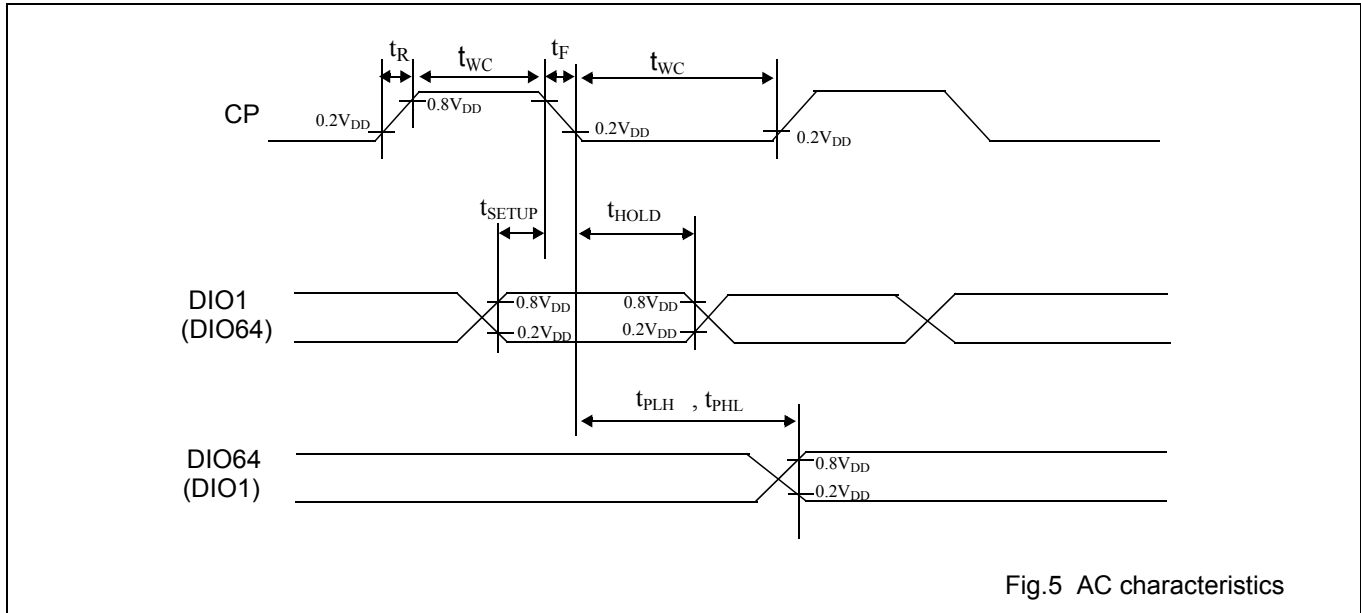 tR tWC tF tWC
CP 0.2VDD 0.8VDD 0.2VDD 0.2VDD
tSETUP tHOLD
DIO1 0.8VDD 0.8VDD
(DIO64) 0.2VDD 0.2VDD
tPLH , tPHL
DIO64 0.8VDD
(DIO1) 0.2VDD
Fig.5 AC characteristics